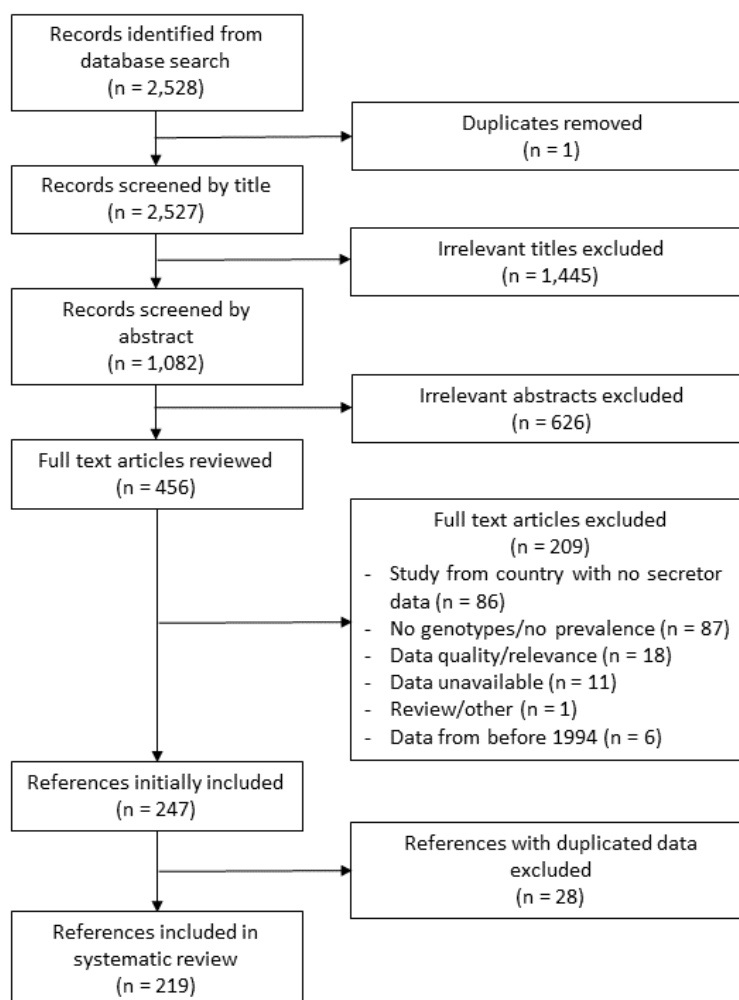 Records identified from
database search
(n = 2,528)
Duplicates removed
(n = 1)
Records screened by title
(n = 2,527)
Irrelevant titles excluded
(n = 1,445)
Records screened by
abstract
(n = 1,082)
Irrelevant abstracts excluded
(n = 626)
Full text articles reviewed
(n = 456)
Full text articles excluded
(n = 209)
- Study from country with no secretor
data (n = 86)
- No genotypes/no prevalence (n = 87)
- Data quality/relevance (n = 18)
- Data unavailable (n = 11)
- Review/other (n = 1)
- Data from before 1994 (n = 6)
References initially included
(n = 247)
References with duplicated data
excluded
(n = 28)
References included in
systematic review
(n = 219)